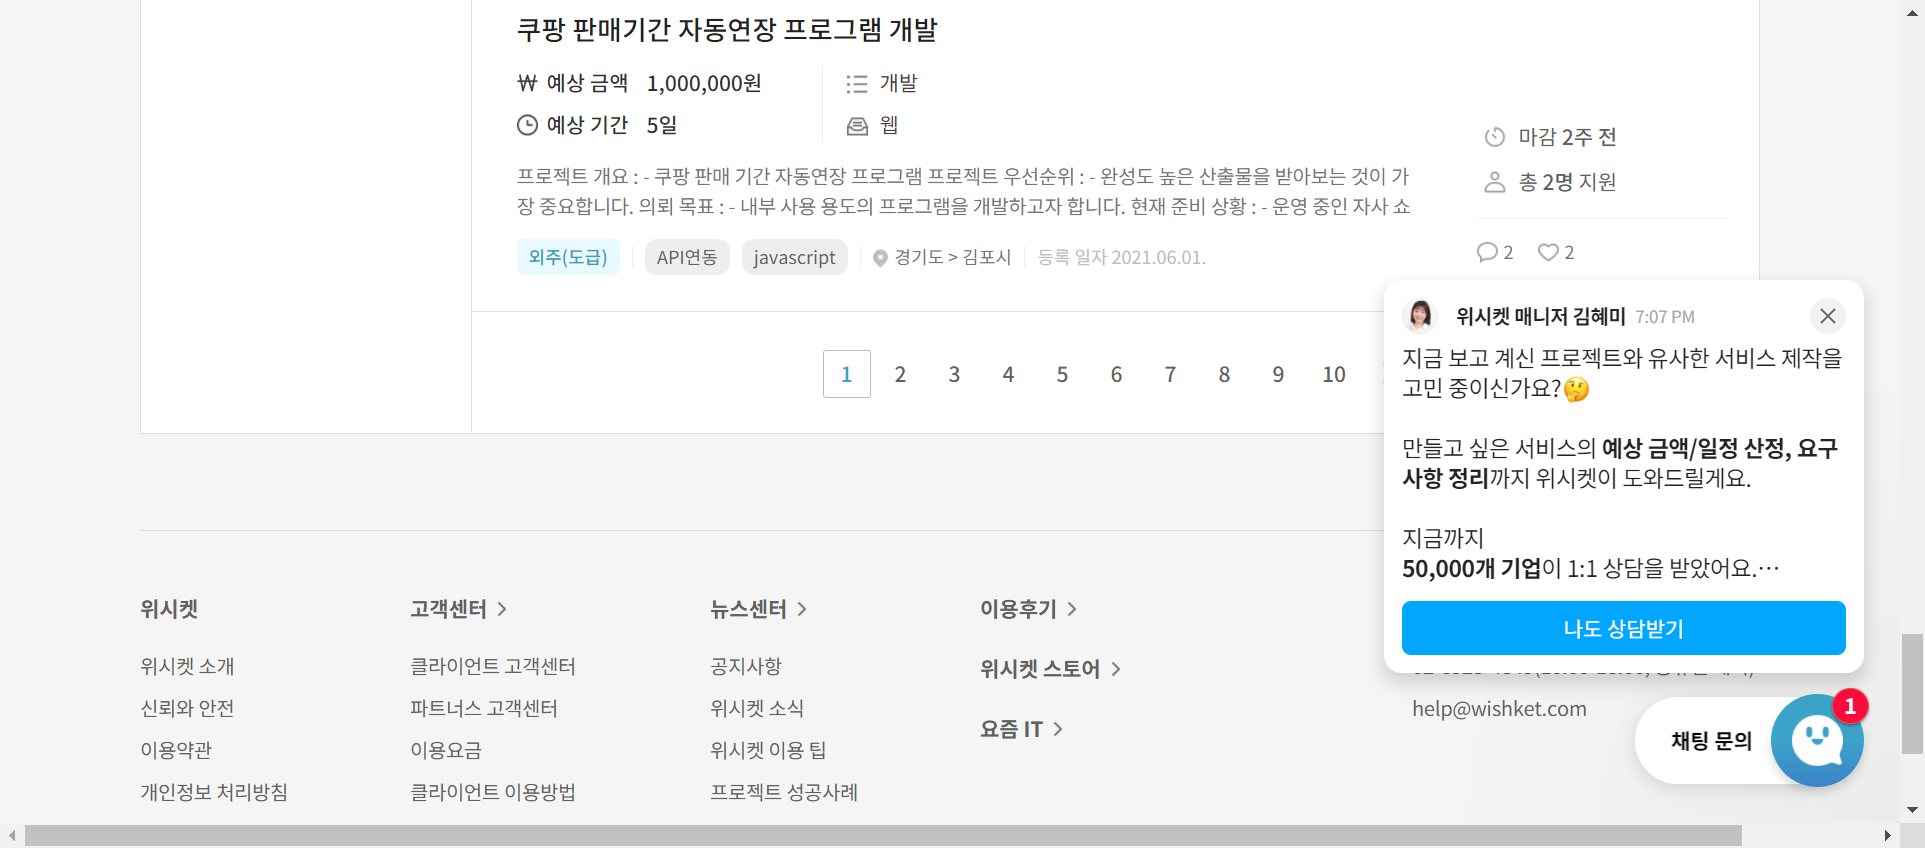 쿠팡 판매기간 자동연장 프로그램 개발
₩ 예상 금액 1,000,000원
개발
예상 기간 5일
웹
마감 2주 전
총 2명 지원
프로젝트 개요 : - 쿠팡 판매 기간 자동연장 프로그램 프로젝트 우선순위 : - 완성도 높은 산출물을 받아보는 것이 가
장 중요합니다. 의뢰 목표 : - 내부 사용 용도의 프로그램을 개발하고자 합니다. 현재 준비 상황 : - 운영 중인 자사 쇼
외주(도급) API연동 javascript 경기도 > 김포시 등록 일자 2021.06.01.
2 2
1 2 3 4 5 6 7 8 9 10
위시켓 매니저 김혜미 7:07 PM
지금 보고 계신 프로젝트와 유사한 서비스 제작을
고민 중이신가요?🤔
만들고 싶은 서비스의 예상 금액/일정 산정, 요구
사항 정리까지 위시켓이 도와드릴게요.
지금까지
50,000개 기업이 1:1 상담을 받았어요.…
나도 상담받기
위시켓
위시켓 소개
신뢰와 안전
이용약관
개인정보 처리방침
고객센터
클라이언트 고객센터
파트너스 고객센터
이용요금
클라이언트 이용방법
뉴스센터
공지사항
위시켓 소식
위시켓 이용 팁
프로젝트 성공사례
이용후기
위시켓 스토어
요즘 IT
help@wishket.com
채팅 문의
1